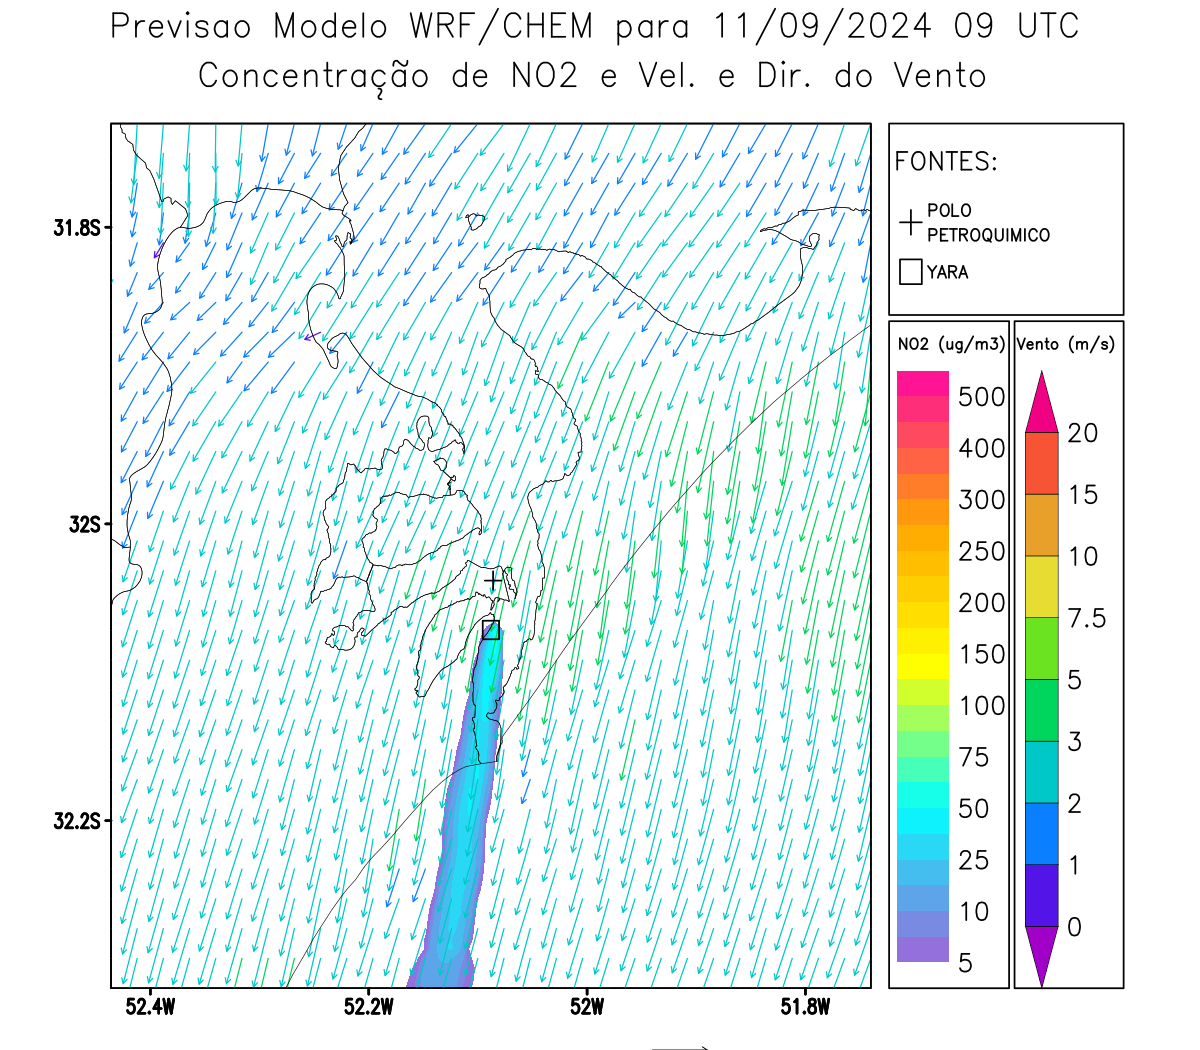 Previsao Modelo WRF/CHEM para 11/09/2024 09 UTC
Concentração de NO2 e Vel. e Dir. do Vento
FONTES:
POLO
PETROQUIMICO
YARA
NO2 (ug/m3)
500
400
300
250
200
150
100
75
50
25
10
5
Vento (m/s)
20
15
10
7.5
5
3
2
1
0
31.8S
32S
32.2S
52.4W
52.2W
52W
51.8W